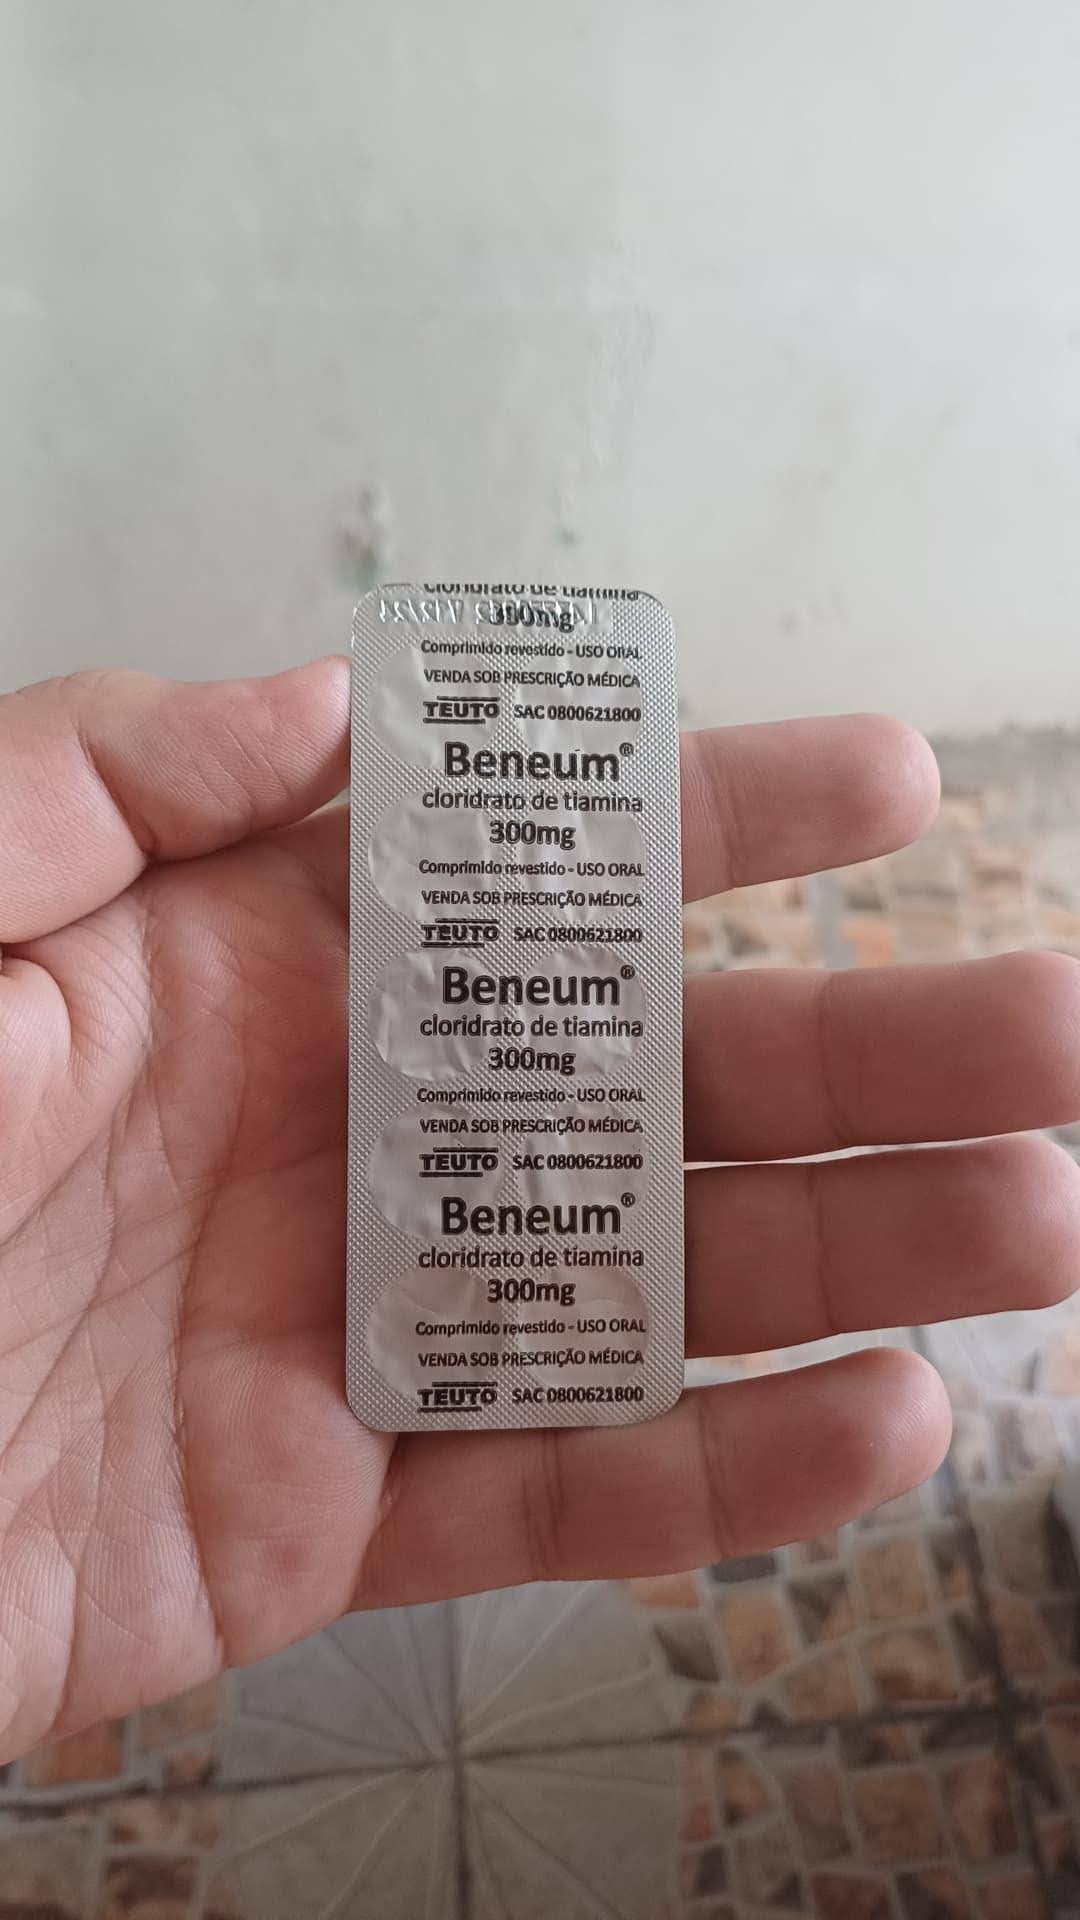 cloridrato de tiamina
300mg
Comprimido revestido - USO ORAL
VENDA SOB PRESCRIÇÃO MÉDICA
TEUTO SAC 0800621800
Beneum®
cloridrato de tiamina
300mg
Comprimido revestido - USO ORAL
VENDA SOB PRESCRIÇÃO MÉDICA
TEUTO SAC 0800621800
Beneum®
cloridrato de tiamina
300mg
Comprimido revestido - USO ORAL
VENDA SOB PRESCRIÇÃO MÉDICA
TEUTO SAC 0800621800
Beneum®
cloridrato de tiamina
300mg
Comprimido revestido - USO ORAL
VENDA SOB PRESCRIÇÃO MÉDICA
TEUTO SAC 0800621800